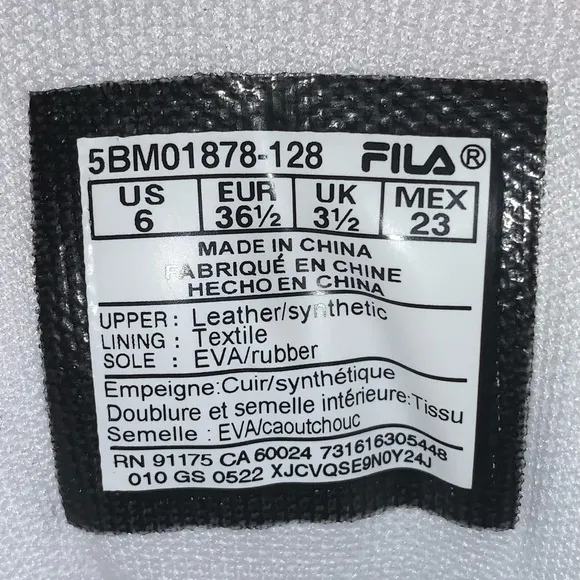 5BM01878-128 FILA®
US EUR UK MEX
6 36½ 3½ 23
MADE IN CHINA
FABRIQUÉ EN CHINE
HECHO EN CHINA
UPPER : Leather/synthetic
LINING : Textile
SOLE : EVA/rubber
Empeigne:Cuir/synthétique
Doublure et semelle intérieure:Tissu
Semelle : EVA/caoutchouc
RN 91175 CA 60024 731616305448
010 GS 0522 XJCVQSE9N0Y24J